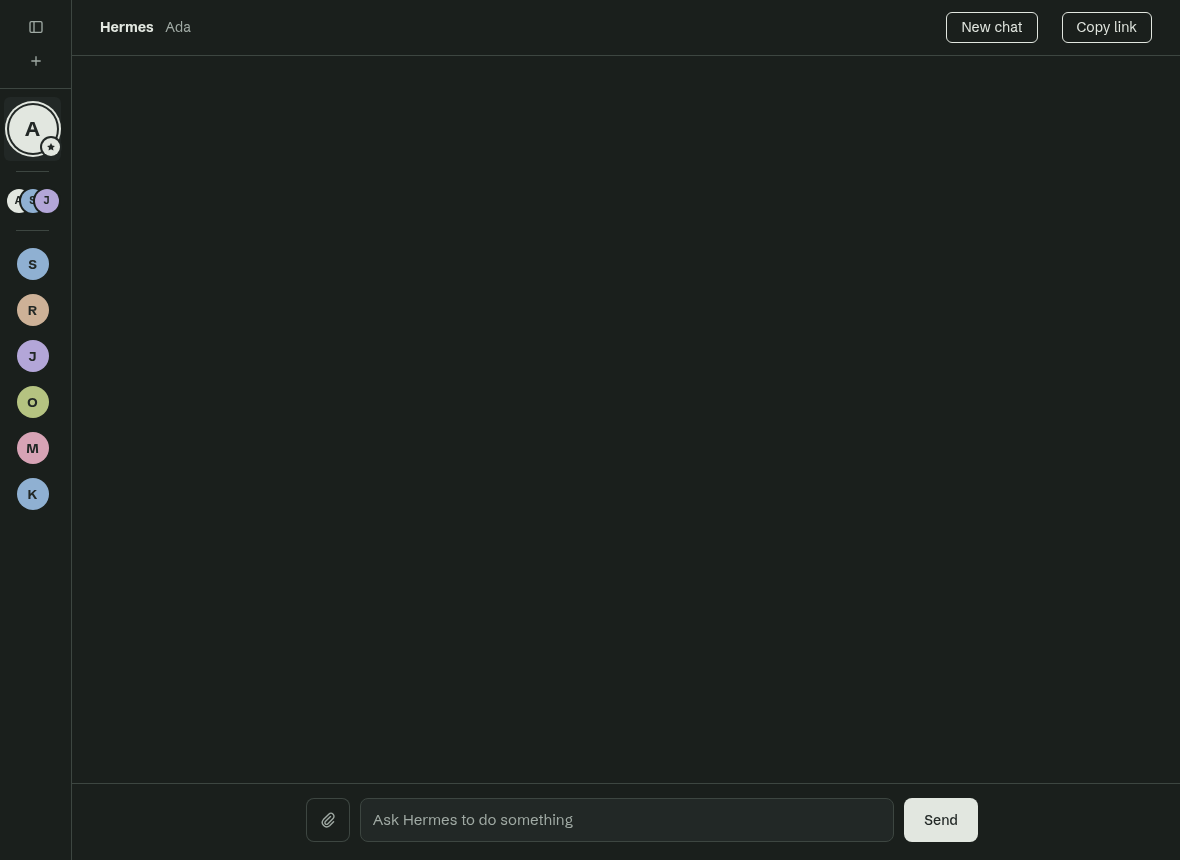 Hermes Ada
New chat
Copy link
A
A S J
S
R
J
O
M
K
Ask Hermes to do something
Send